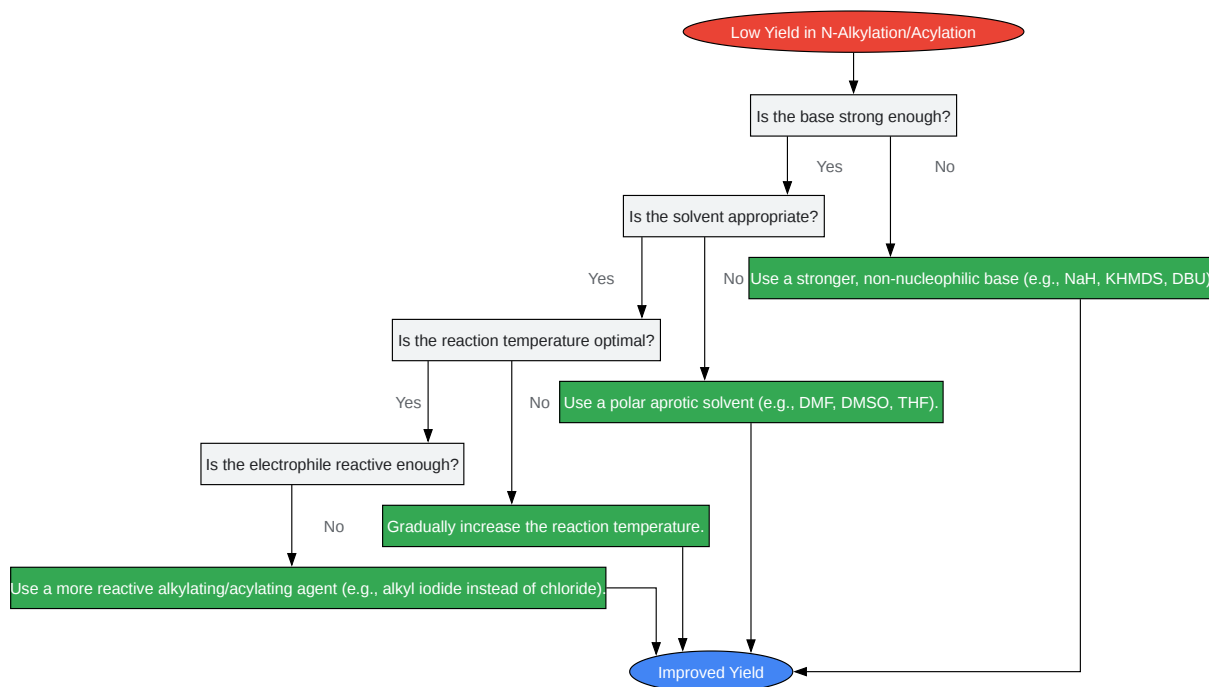 Low Yield in N-Alkylation/Acylation
Is the base strong enough?
Yes
No
Is the solvent appropriate?
Yes
No
Use a stronger, non-nucleophilic base (e.g., NaH, KHMDS, DBU)
Is the reaction temperature optimal?
Yes
No
Use a polar aprotic solvent (e.g., DMF, DMSO, THF).
Is the electrophile reactive enough?
No
Gradually increase the reaction temperature.
Use a more reactive alkylating/acylating agent (e.g., alkyl iodide instead of chloride).
Improved Yield